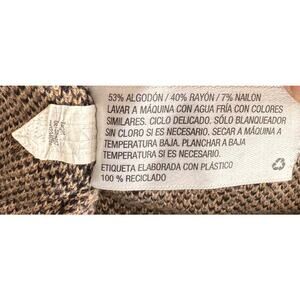 53% ALGODÓN / 40% RAYÓN / 7% NAILON
LAVAR A MÁQUINA CON AGUA FRÍA CON COLORES
SIMILARES. CICLO DELICADO. SÓLO BLANQUEADOR
SIN CLORO SI ES NECESARIO. SECAR A MÁQUINA A
TEMPERATURA BAJA. PLANCHAR A BAJA
TEMPERATURA SI ES NECESARIO.
ETIQUETA ELABORADA CON PLÁSTICO
100 % RECICLADO